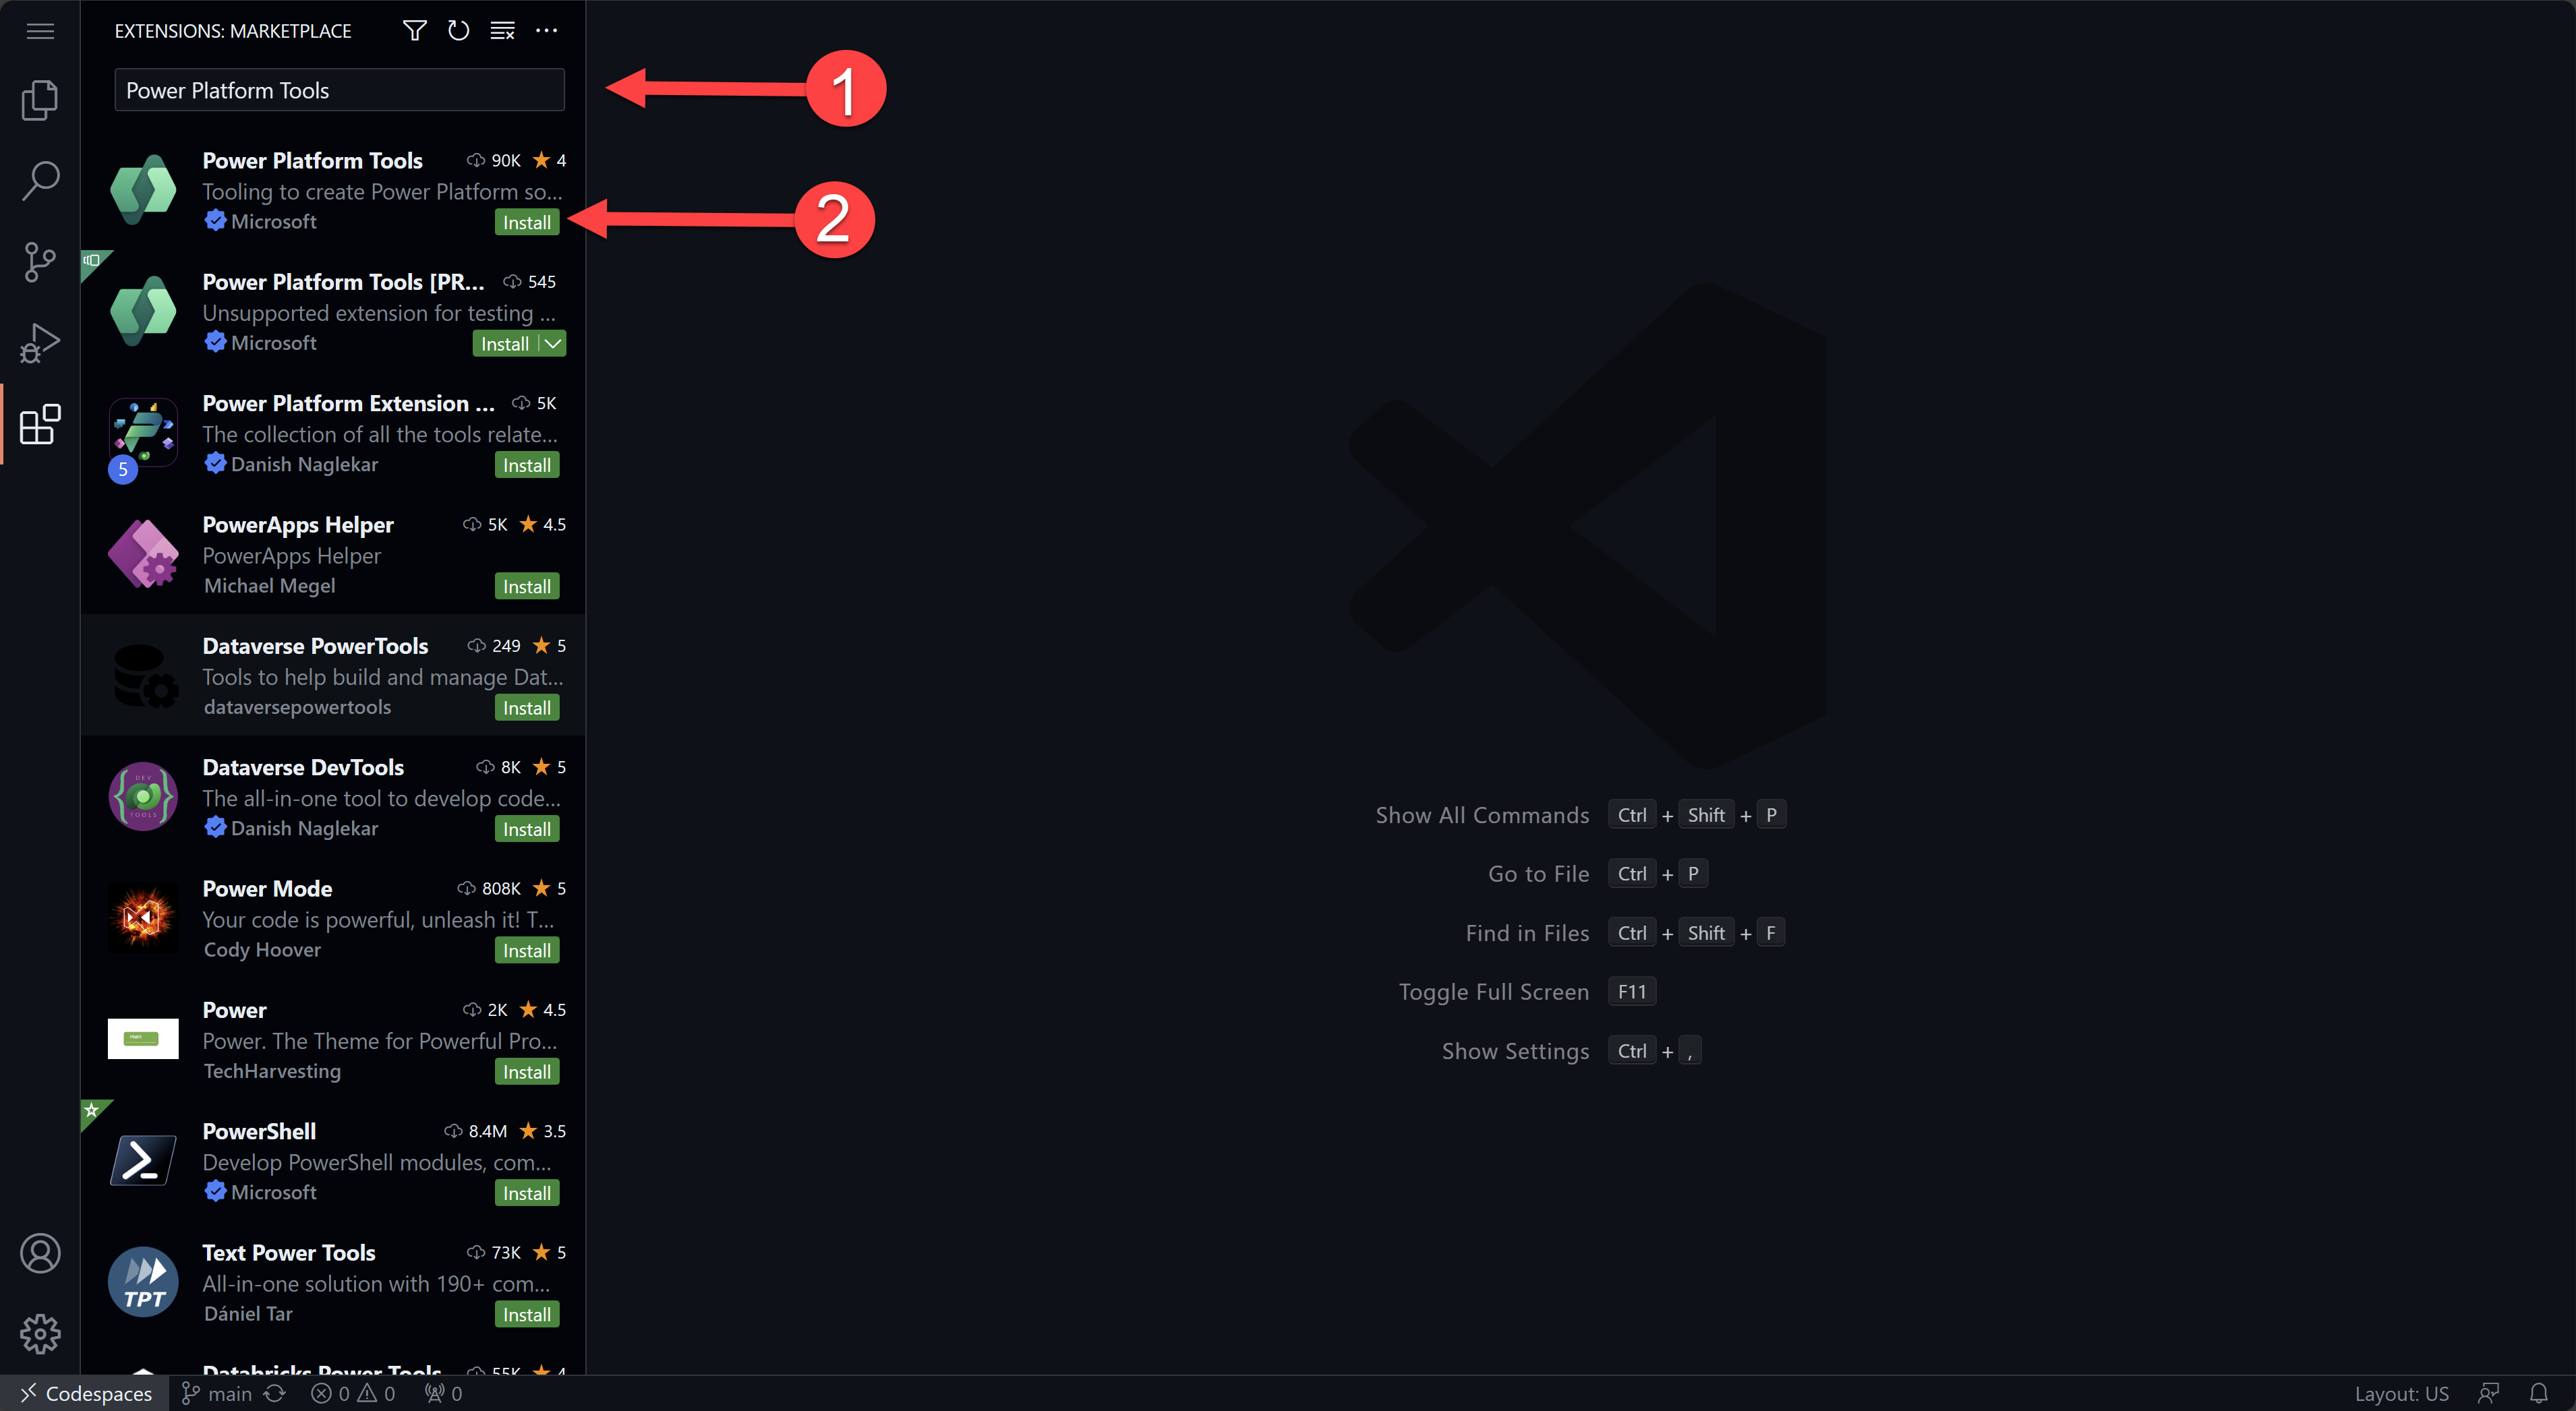 EXTENSIONS: MARKETPLACE
Power Platform Tools
1
Power Platform Tools 90K 4
Tooling to create Power Platform so...
Microsoft Install
2
Power Platform Tools [PR... 545
Unsupported extension for testing ...
Microsoft Install
Power Platform Extension ... 5K
The collection of all the tools relate...
5 Danish Naglekar Install
PowerApps Helper 5K 4.5
PowerApps Helper
Michael Megel Install
Dataverse PowerTools 249 5
Tools to help build and manage Dat...
dataversepowertools Install
Dataverse DevTools 8K 5
DEV
TOOLS
The all-in-one tool to develop code...
Danish Naglekar Install
Power Mode 808K 5
Your code is powerful, unleash it! T...
Cody Hoover Install
Power 2K 4.5
Power. The Theme for Powerful Pro...
TechHarvesting Install
PowerShell 8.4M 3.5
Develop PowerShell modules, com...
Microsoft Install
Text Power Tools 73K 5
All-in-one solution with 190+ com...
TPT
Dániel Tar Install
Databricks Power Tools 55K 4
Show All Commands Ctrl + Shift + P
Go to File Ctrl + P
Find in Files Ctrl + Shift + F
Toggle Full Screen F11
Show Settings Ctrl + ,
Codespaces main 0 0 0 Layout: US